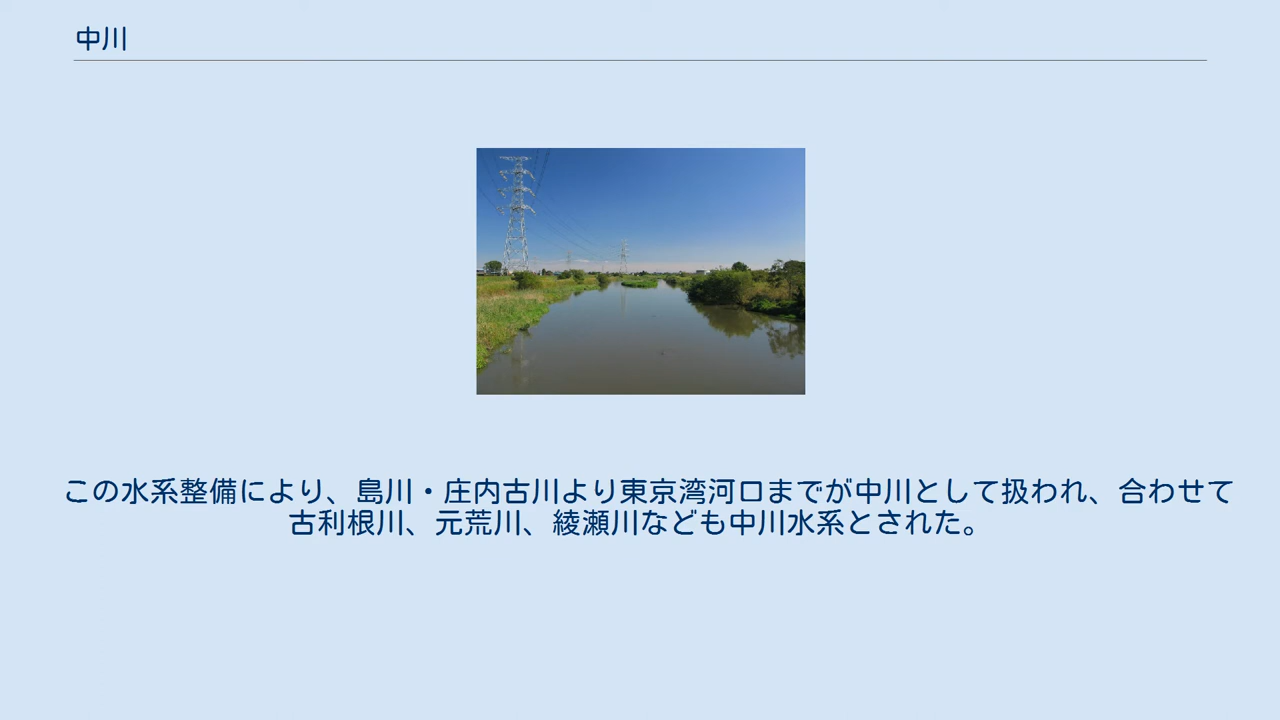 中川
この水系整備により、島川・庄内古川より東京湾河口までが中川として扱われ、合わせて
古利根川、元荒川、綾瀬川なども中川水系とされた。